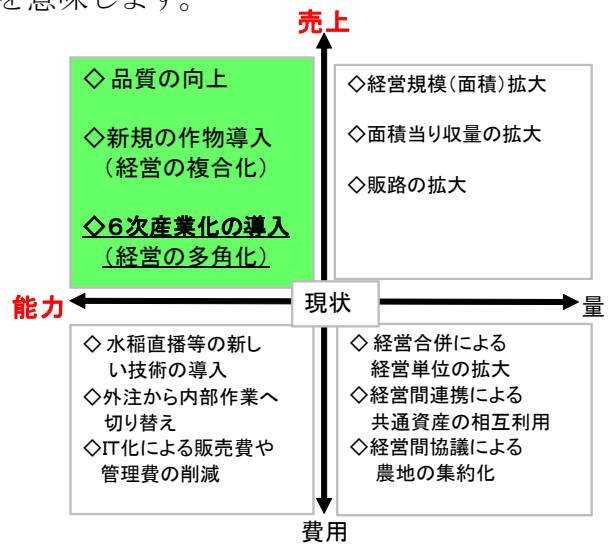 を意味します。
売上
◇品質の向上
◇新規の作物導入
（経営の複合化）
◇６次産業化の導入
（経営の多角化）
◇経営規模（面積）拡大
◇面積当り収量の拡大
◇販路の拡大
能力
現状
量
◇水稲直播等の新し
い技術の導入
◇外注から内部作業へ
切り替え
◇IT化による販売費や
管理費の削減
◇経営合併による
経営単位の拡大
◇経営間連携による
共通資産の相互利用
◇経営間協議による
農地の集約化
費用